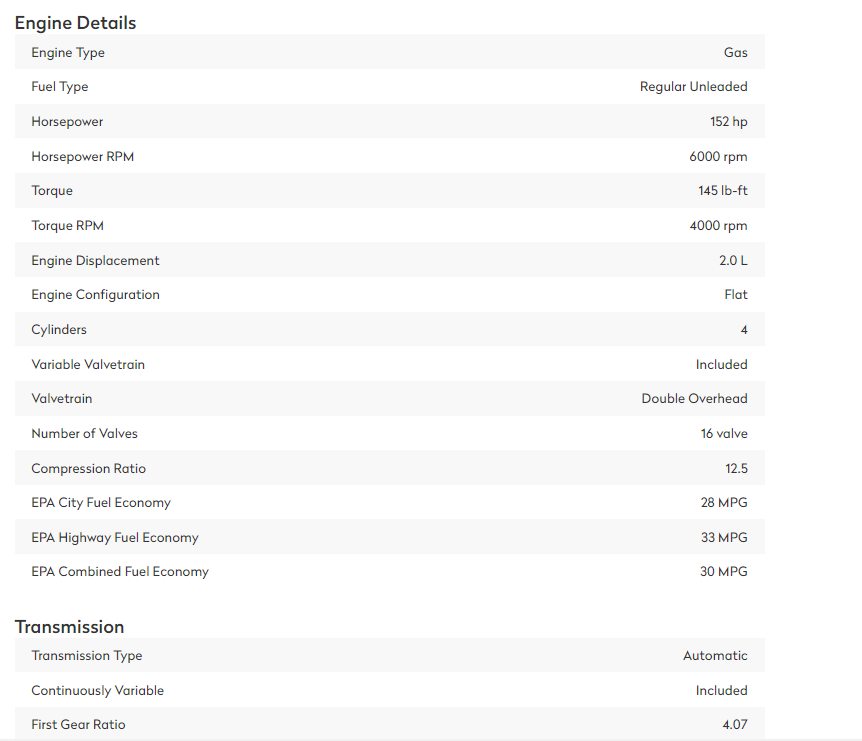 Engine Details
Engine Type Gas
Fuel Type Regular Unleaded
Horsepower 152 hp
Horsepower RPM 6000 rpm
Torque 145 lb-ft
Torque RPM 4000 rpm
Engine Displacement 2.0 L
Engine Configuration Flat
Cylinders 4
Variable Valvetrain Included
Valvetrain Double Overhead
Number of Valves 16 valve
Compression Ratio 12.5
EPA City Fuel Economy 28 MPG
EPA Highway Fuel Economy 33 MPG
EPA Combined Fuel Economy 30 MPG
Transmission
Transmission Type Automatic
Continuously Variable Included
First Gear Ratio 4.07